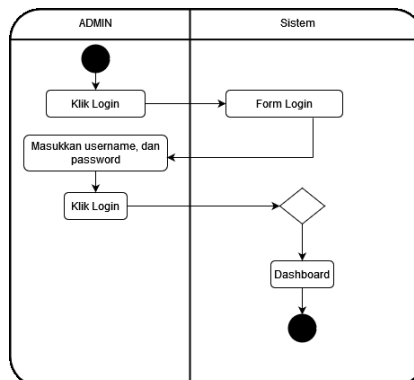 ADMIN
Sistem
Klik Login
Form Login
Masukkan username, dan
password
Klik Login
Dashboard